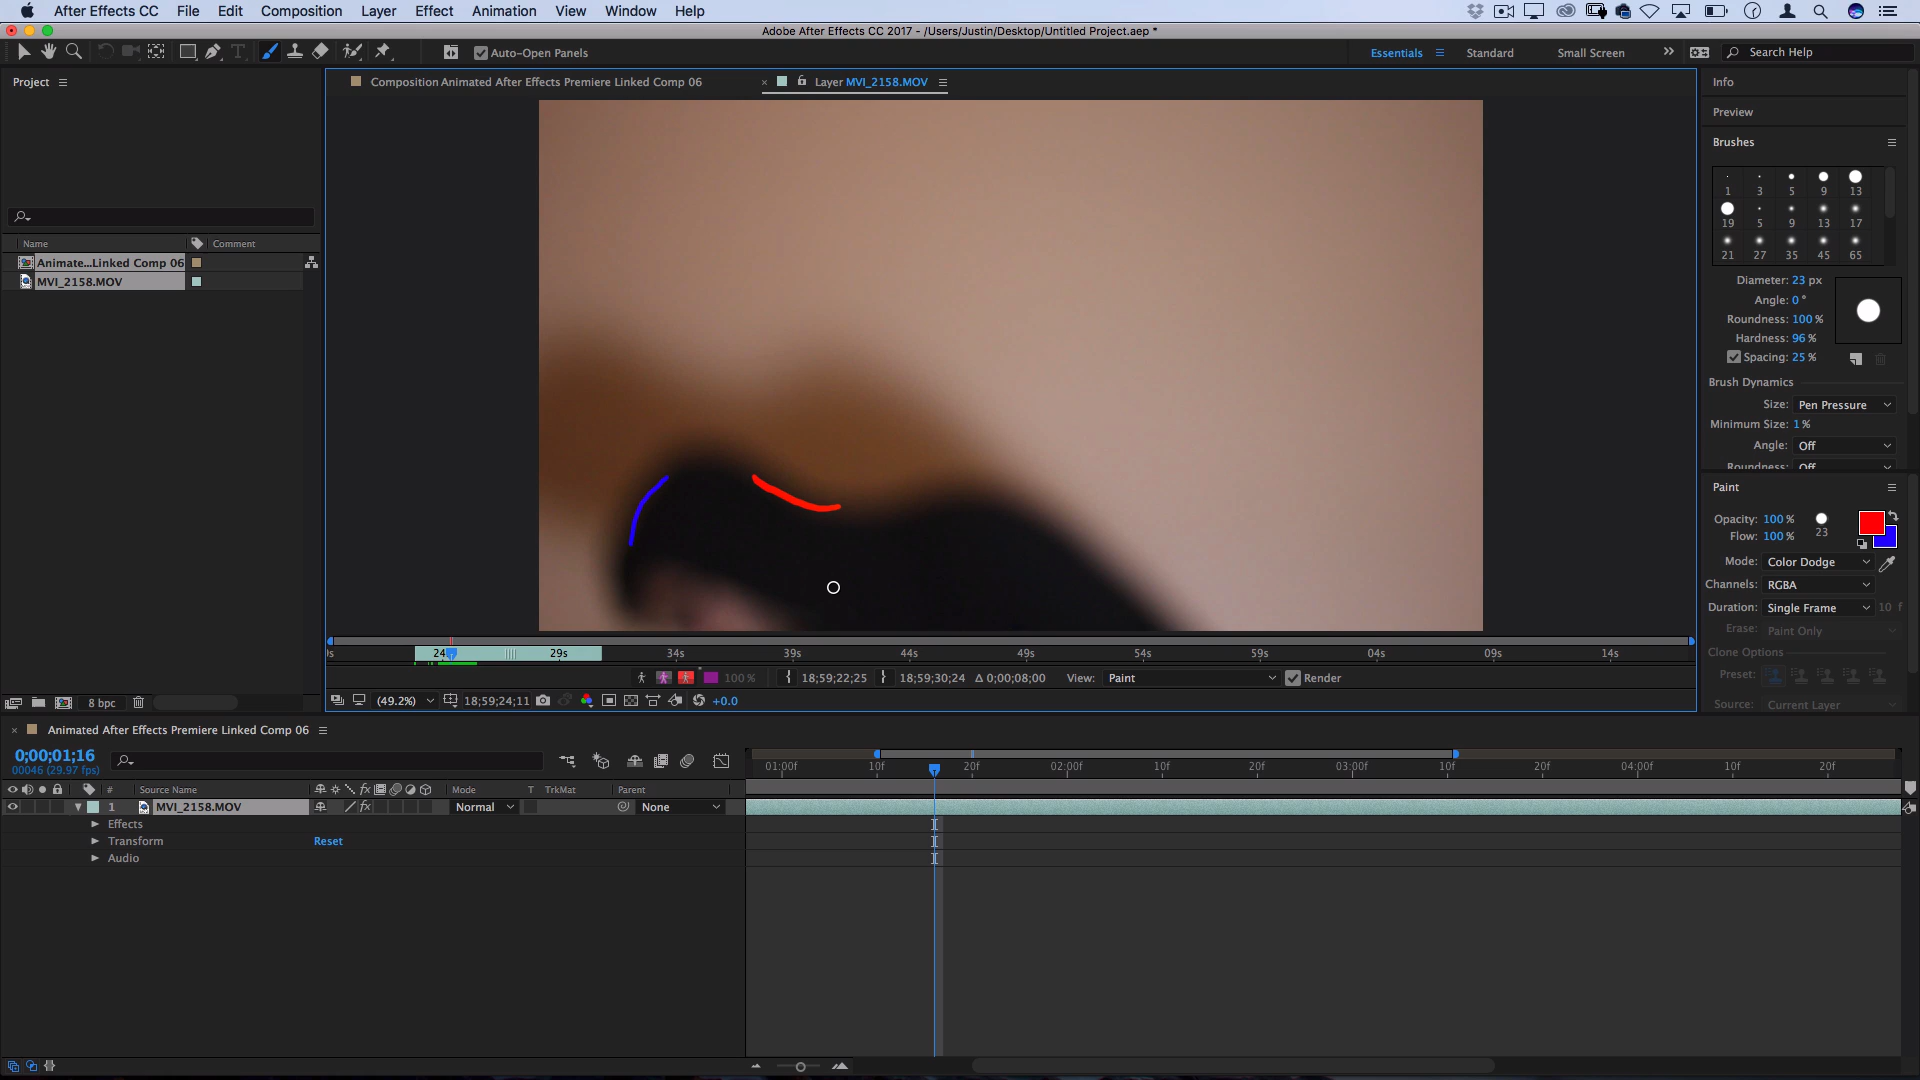 After Effects CC File Edit Composition Layer Effect Animation View Window Help
Adobe After Effects CC 2017 - /Users/Justin/Desktop/Untitled Project.aep *
Auto-Open Panels Essentials Standard Small Screen Search Help
Project
Composition Animated After Effects Premiere Linked Comp 06
Layer MVI_2158.MOV
Name Comment
Animate...Linked Comp 06
MVI_2158.MOV
8 bpc
0s 24 29s 34s 39s 44s 49s 54s 59s 04s 09s 14s
100 % 18;59;22;25 18;59;30;24 Δ 0;00;08;00 View: Paint Render
(49.2%) 18;59;24;11 +0.0
Info
Preview
Brushes
1 3 5 9 13
19 5 9 13 17
21 27 35 45 65
Diameter: 23 px
Angle: 0 °
Roundness: 100 %
Hardness: 96 %
Spacing: 25 %
Brush Dynamics
Size: Pen Pressure
Minimum Size: 1 %
Angle: Off
Roundness: Off
Paint
Opacity: 100 %
Flow: 100 %
23
Mode: Color Dodge
Channels: RGBA
Duration: Single Frame 10 f
Erase: Paint Only
Clone Options
Preset:
Source: Current Layer
Animated After Effects Premiere Linked Comp 06
0;00;01;16
00046 (29.97 fps)
01:00f 10f 20f 02:00f 10f 20f 03:00f 10f 20f 04:00f 10f 20f
# Source Name fx Mode T TrkMat Parent
1 MVI_2158.MOV fx Normal None
Effects
Transform Reset
Audio